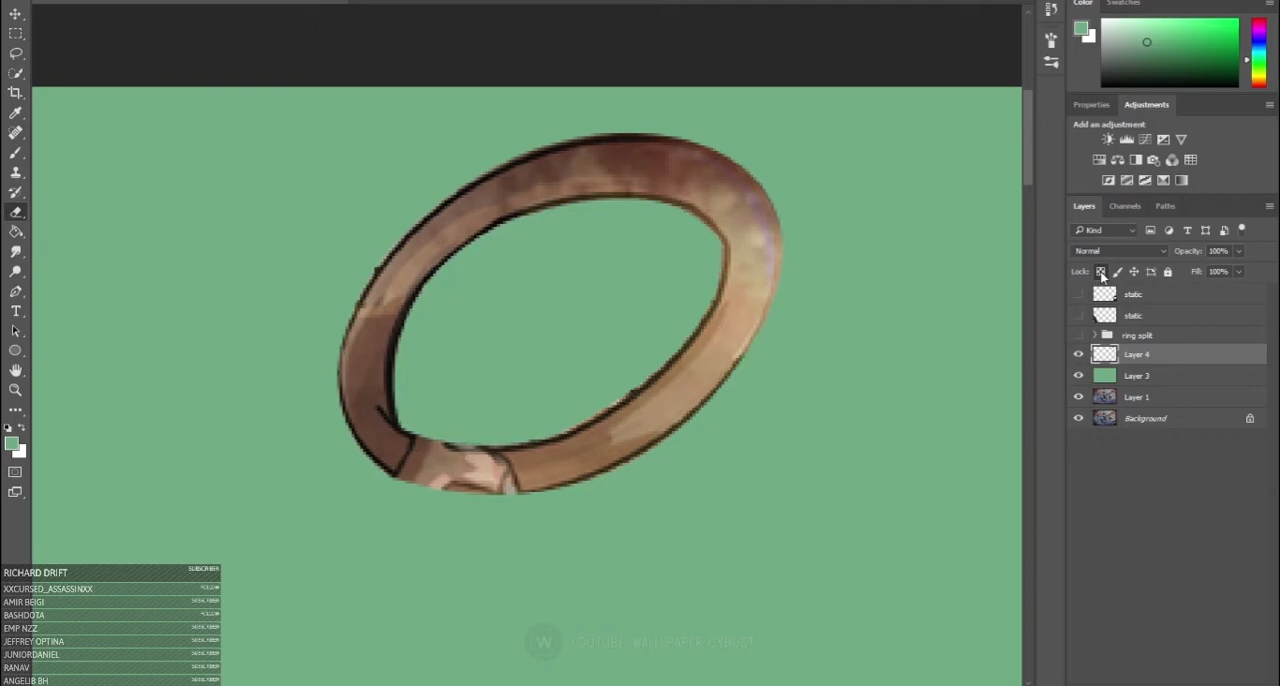 Color Swatches
Properties Adjustments
Add an adjustment
Layers Channels Paths
Kind
Normal Opacity: 100%
Lock: Fill: 100%
static
static
ring split
Layer 4
Layer 3
Layer 1
Background
RICHARD DRIFT SUBSCRIBER
XXCURSED_ASSASSINXX
AMIR BEIGI
BASHDOTA
EMP NZZ
JEFFREY OPTINA
JUNIORDANIEL
RANAV
ANGELIB BH
W